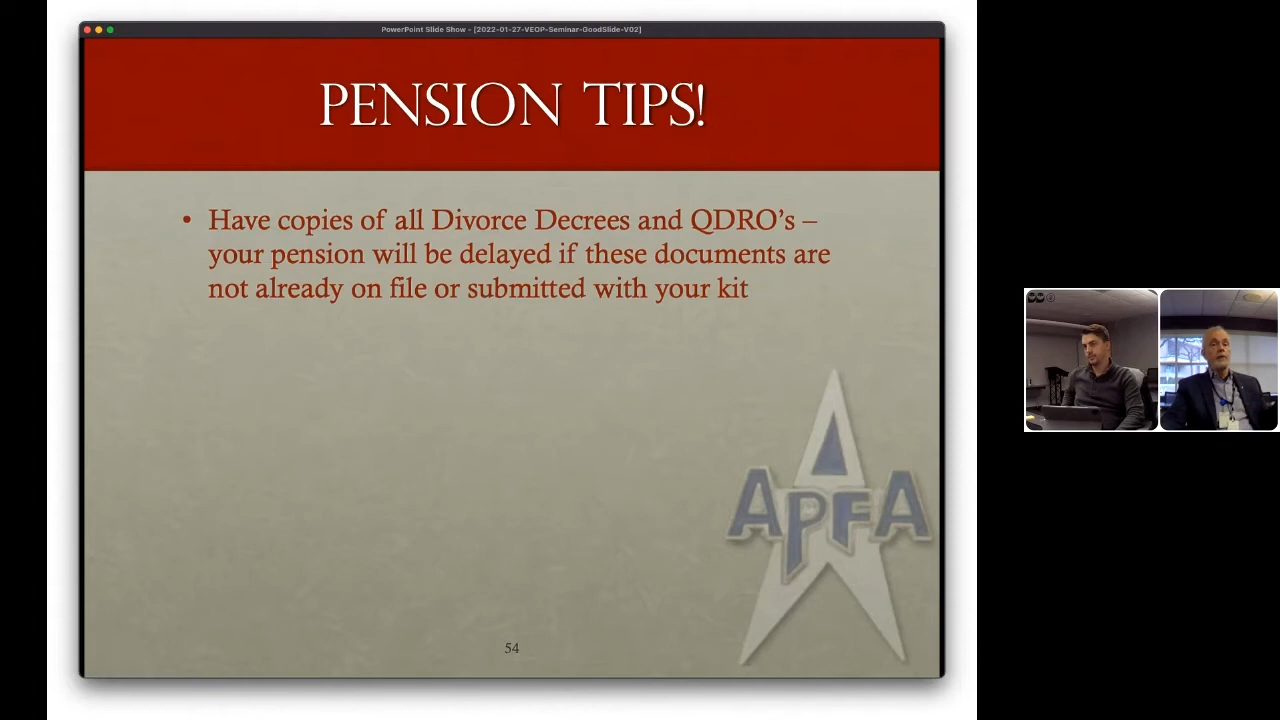 PowerPoint Slide Show - [2022-01-27-VEOP-Seminar-GoodSlide-V02]
PENSION TIPS!
• Have copies of all Divorce Decrees and QDRO's –
your pension will be delayed if these documents are
not already on file or submitted with your kit
APFA
54